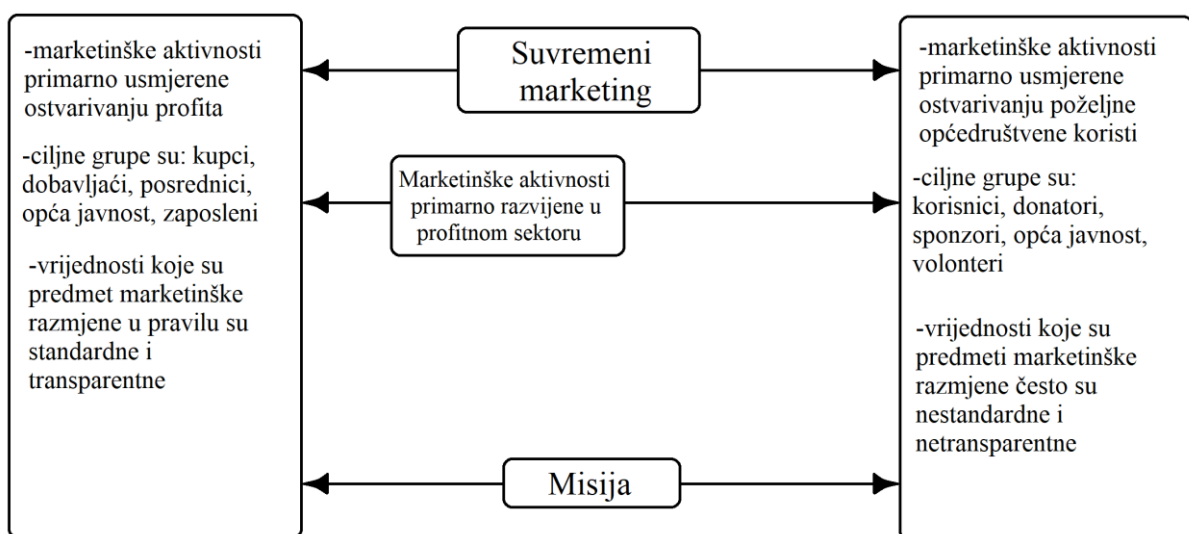 -marketinške aktivnosti
primarno usmjerene
ostvarivanju profita
-ciljne grupe su: kupci,
dobavljaći, posrednici,
opća javnost, zaposleni
-vrijednosti koje su
predmet marketinške
razmjene u pravilu su
standardne i
transparentne
Suvremeni
marketing
Marketinške aktivnosti
primarno razvijene u
profitnom sektoru
Misija
-marketinške aktivnosti
primarno usmjerene
ostvarivanju poželjne
općedruštvene koristi
-ciljne grupe su:
korisnici, donatori,
sponzori, opća javnost,
volonteri
-vrijednosti koje su
predmeti marketinške
razmjene često su
nestandardne i
netransparentne